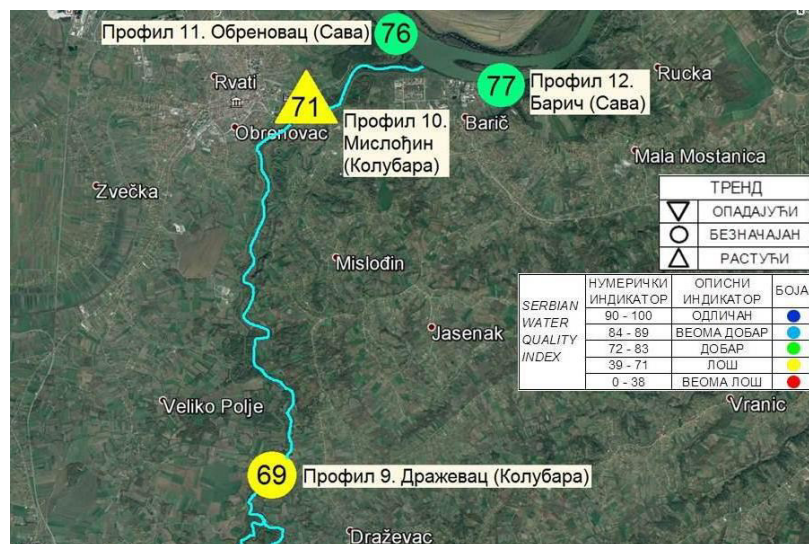 Профил 11. Обреновац (Сава)
76
77
Профил 12.
Барич (Сава)
Rucka
Rvati
71
Профил 10.
Мислођин
(Колубара)
Obrenovac
Barič
Mala Mostanica
Zvečka
ТРЕНД
ОПАДАЈУЋИ
БЕЗНАЧАЈАН
РАСТУЋИ
Mislođin
SERBIAN
WATER
QUALITY
INDEX
НУМЕРИЧКИ
ИНДИКАТОР
ОПИСНИ
ИНДИКАТОР
БОЈА
90 - 100
ОДЛИЧАН
84 - 89
ВЕОМА ДОБАР
72 - 83
ДОБАР
39 - 71
ЛОШ
0 - 38
ВЕОМА ЛОШ
Jasenak
Veliko Polje
Vranic
69
Профил 9. Дражевац (Колубара)
Draževac